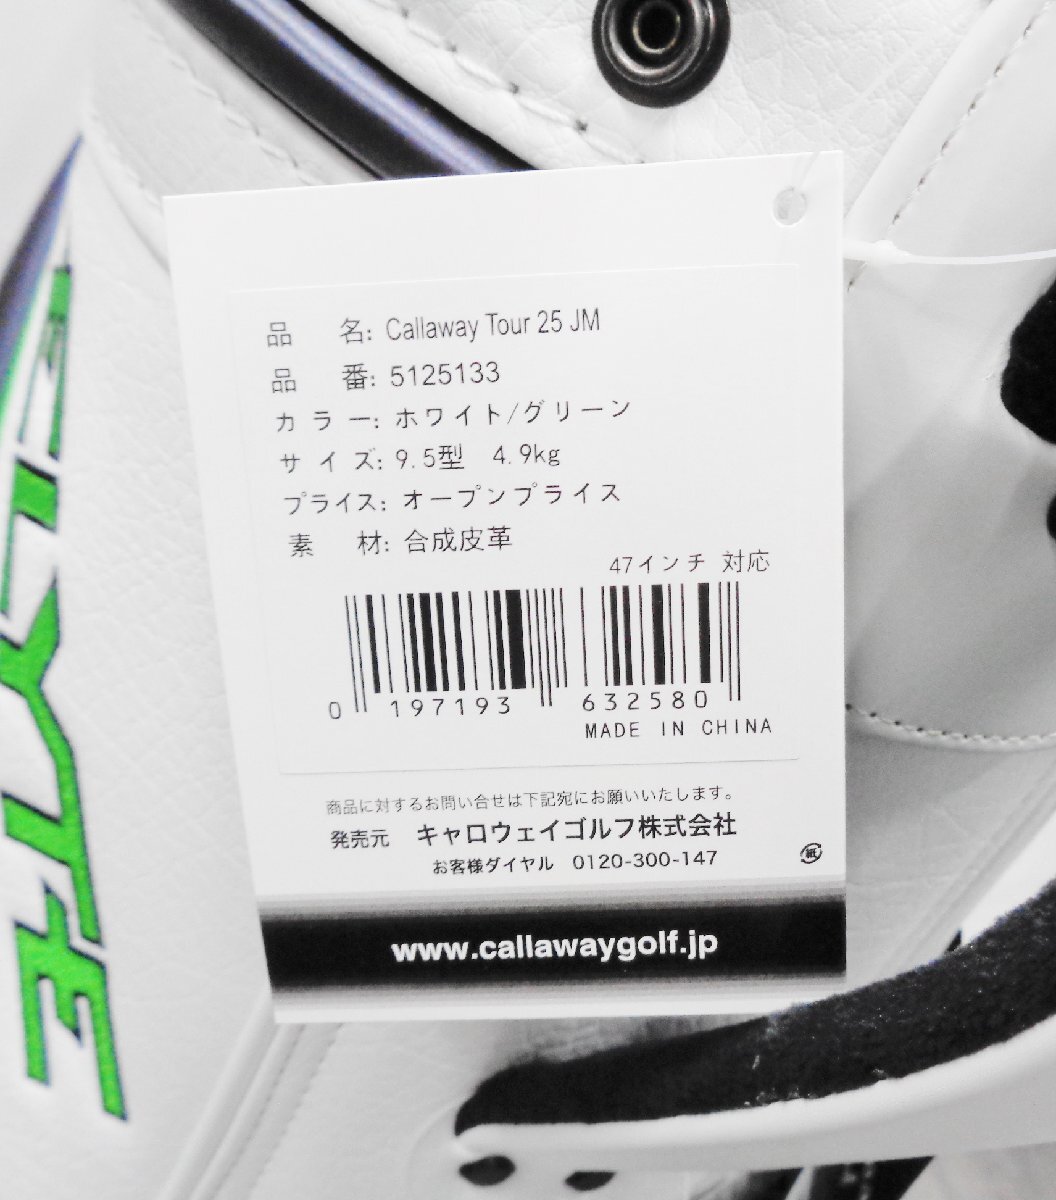 品 名: Callaway Tour 25 JM
品 番: 5125133
カラー: ホワイト/グリーン
サイズ: 9.5型 4.9kg
プライス: オープンプライス
素 材: 合成皮革
47インチ 対応
0 197193 632580
MADE IN CHINA
商品に対するお問い合せは下記宛にお願いいたします。
発売元 キャロウェイゴルフ株式会社
お客様ダイヤル 0120-300-147
紙
www.callawaygolf.jp